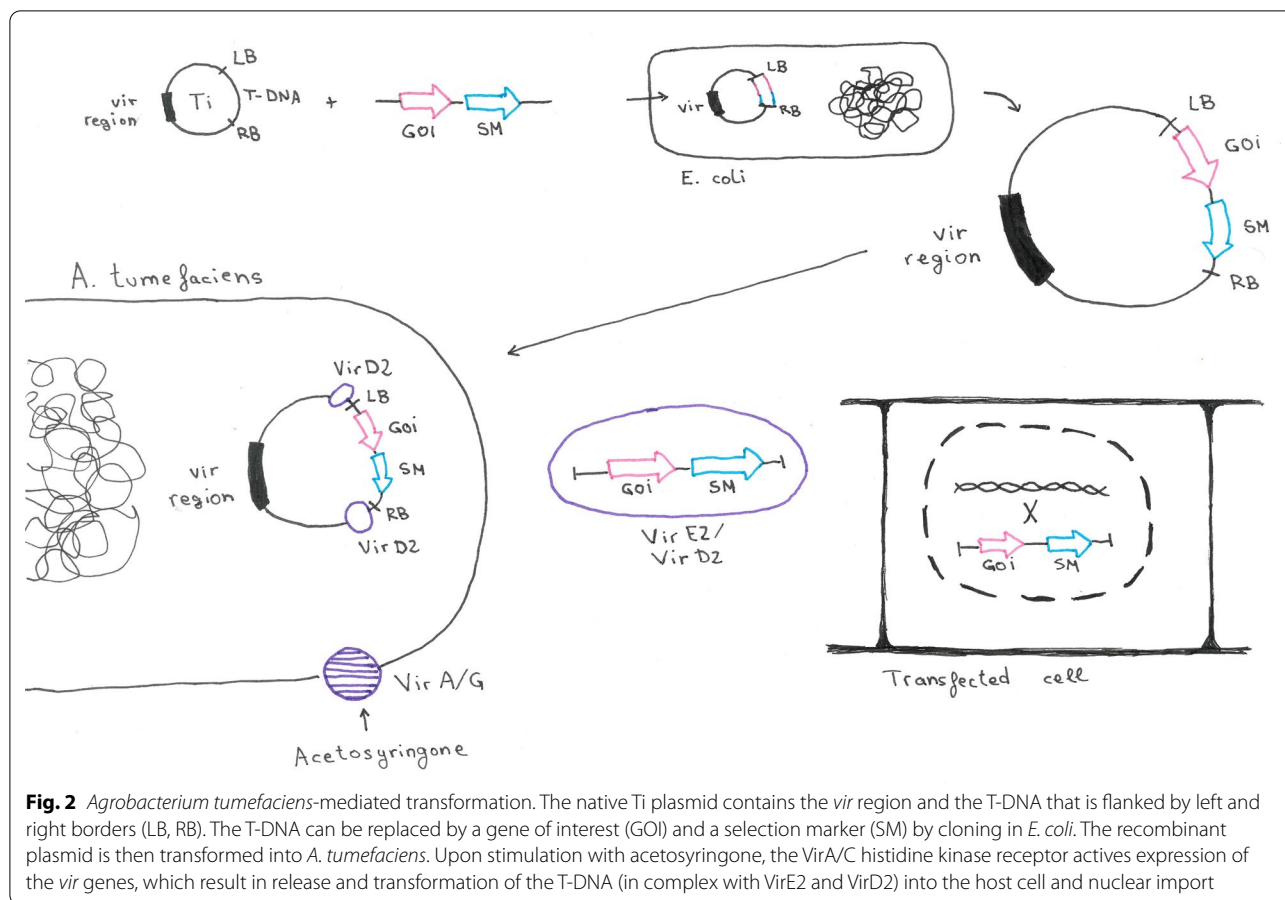 LB
vir region
Ti
T-DNA
RB
+
GOi
SM
vir
LB
RB
E. coli
LB
GOi
SM
RB
vir region
A. tumefaciens
Vir D2
LB
GOi
SM
RB
Vir D2
vir region
GOi
SM
Vir E2/
Vir D2
X
GOi
SM
Transfected cell
Vir A/G
Acetosyringone
Fig. 2 Agrobacterium tumefaciens-mediated transformation. The native Ti plasmid contains the vir region and the T-DNA that is flanked by left and
right borders (LB, RB). The T-DNA can be replaced by a gene of interest (GOI) and a selection marker (SM) by cloning in E. coli. The recombinant
plasmid is then transformed into A. tumefaciens. Upon stimulation with acetosyringone, the VirA/C histidine kinase receptor actives expression of
the vir genes, which result in release and transformation of the T-DNA (in complex with VirE2 and VirD2) into the host cell and nuclear import